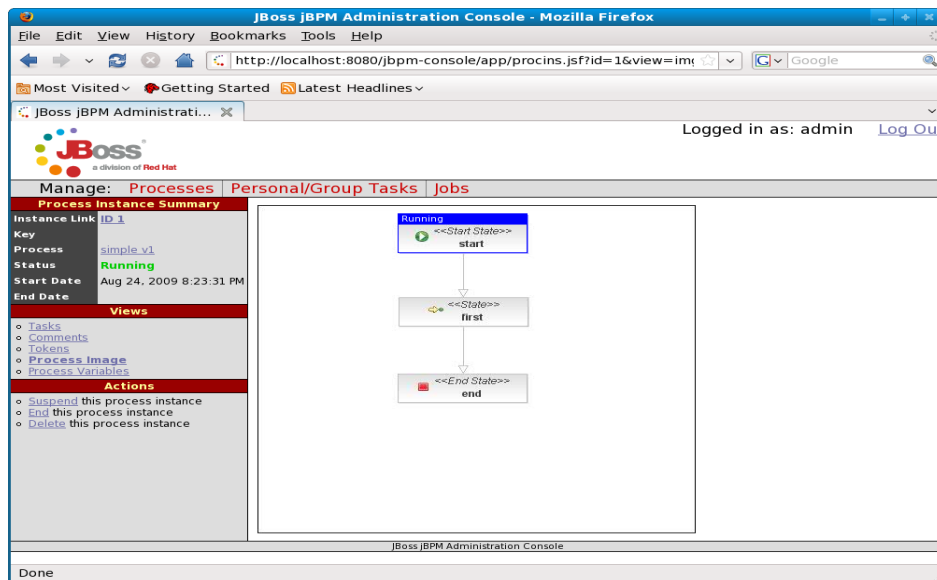 JBoss jBPM Administration Console - Mozilla Firefox
File Edit View History Bookmarks Tools Help
http://localhost:8080/jbpm-console/app/procins.jsf?id=1&view=im
G Google
Most Visited Getting Started Latest Headlines
JBoss jBPM Administrati...
Logged in as: admin Log Ou
JBoss
a division of Red Hat
Manage: Processes Personal/Group Tasks Jobs
Process Instance Summary
Instance Link ID 1
Key
Process simple v1
Status Running
Start Date Aug 24, 2009 8:23:31 PM
End Date
Views
Tasks
Comments
Tokens
Process Image
Process Variables
Actions
Suspend this process instance
End this process instance
Delete this process instance
Running
<<Start State>>
start
<<State>>
first
<<End State>>
end
JBoss jBPM Administration Console
Done